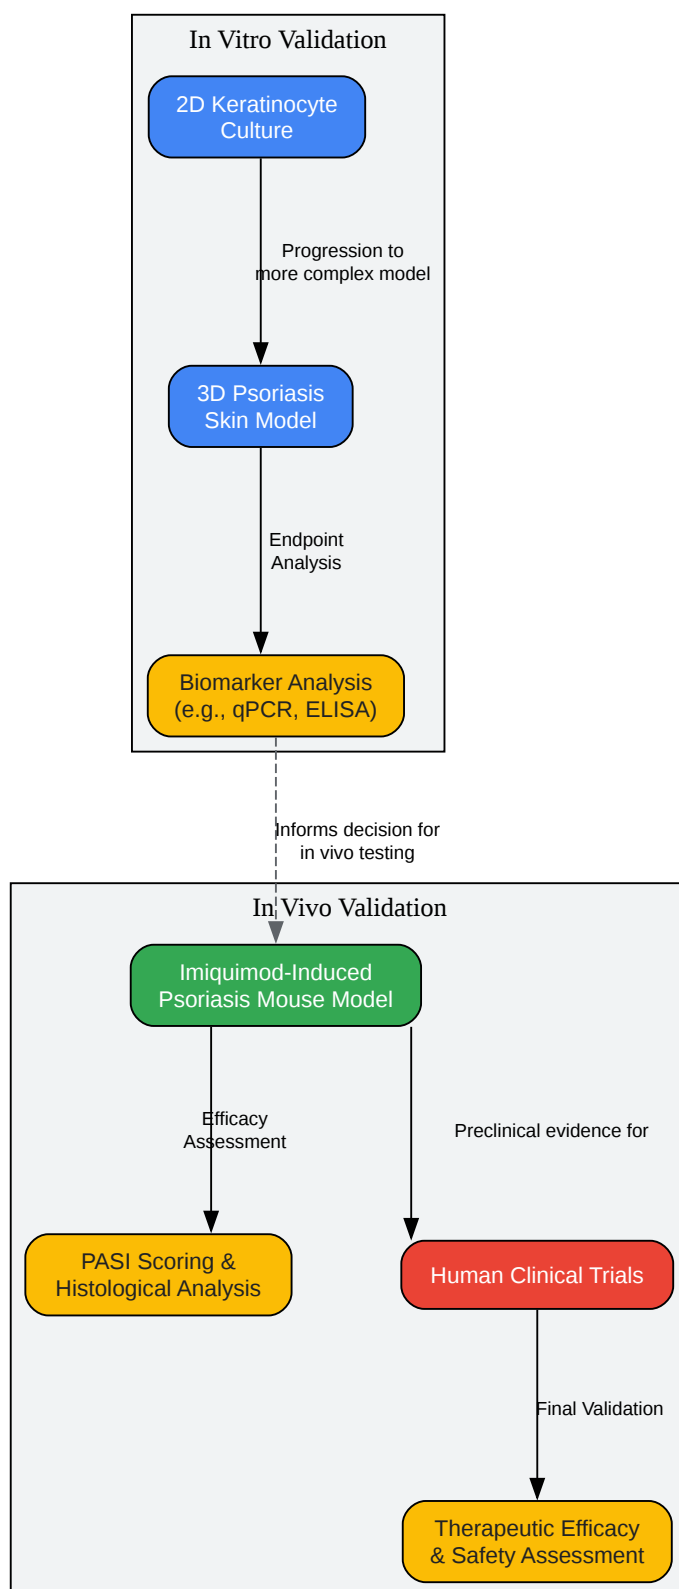 In Vitro Validation
2D Keratinocyte
Culture
Progression to
more complex model
3D Psoriasis
Skin Model
Endpoint
Analysis
Biomarker Analysis
(e.g., qPCR, ELISA)
Informs decision for
in vivo testing
In Vivo Validation
Imiquimod-Induced
Psoriasis Mouse Model
Efficacy
Assessment
Preclinical evidence for
PASI Scoring &
Histological Analysis
Human Clinical Trials
Final Validation
Therapeutic Efficacy
& Safety Assessment